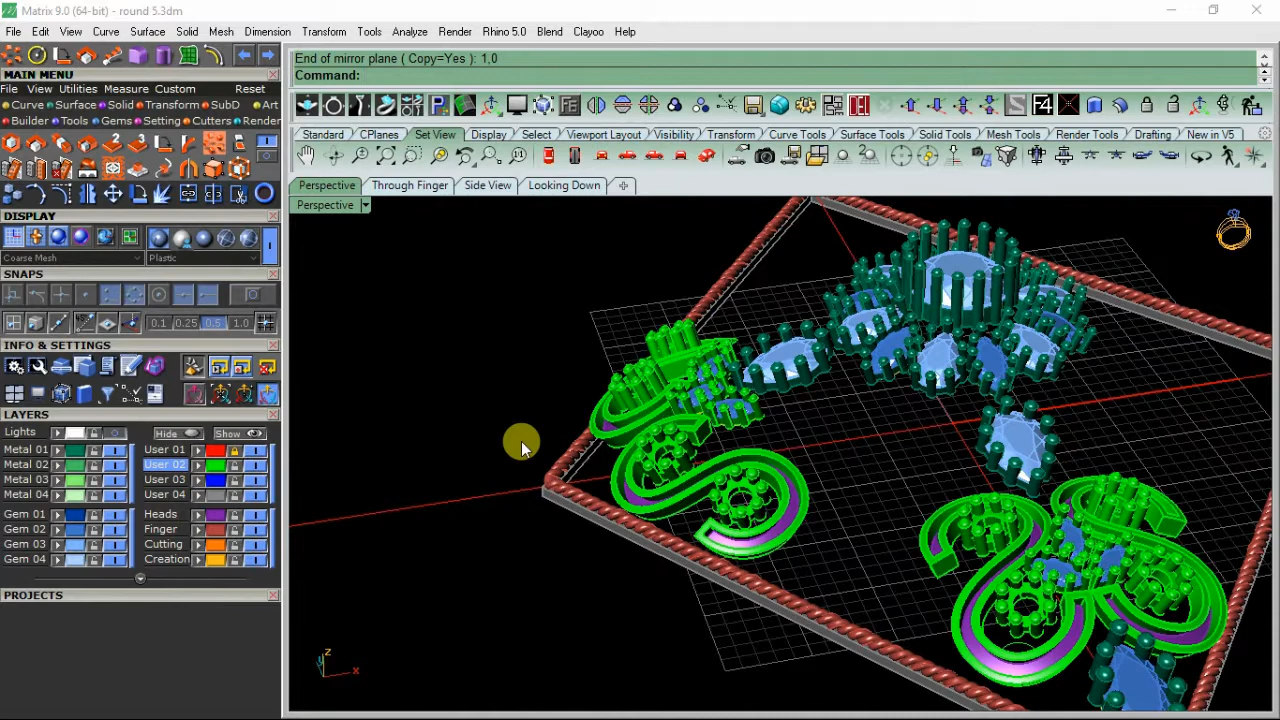 Matrix 9.0 (64-bit) - round 5.3dm
File Edit View Curve Surface Solid Mesh Dimension Transform Tools Analyze Render Rhino 5.0 Blend Clayoo Help
End of mirror plane ( Copy=Yes ): 1,0
Command:
MAIN MENU
File View Utilities Measure Custom Reset
Curve Surface Solid Transform SubD Art
Builder Tools Gems Setting Cutters Render
Standard CPlanes Set View Display Select Viewport Layout Visibility Transform Curve Tools Surface Tools Solid Tools Mesh Tools Render Tools Drafting New in V5
Perspective Through Finger Side View Looking Down
Perspective
DISPLAY
Coarse Mesh Plastic
SNAPS
0.1 0.25 0.5 1.0
INFO & SETTINGS
LAYERS
Lights Hide Show
Metal 01 User 01
Metal 02 User 02
Metal 03 User 03
Metal 04 User 04
Gem 01 Heads
Gem 02 Finger
Gem 03 Cutting
Gem 04 Creation
PROJECTS
z
y
x